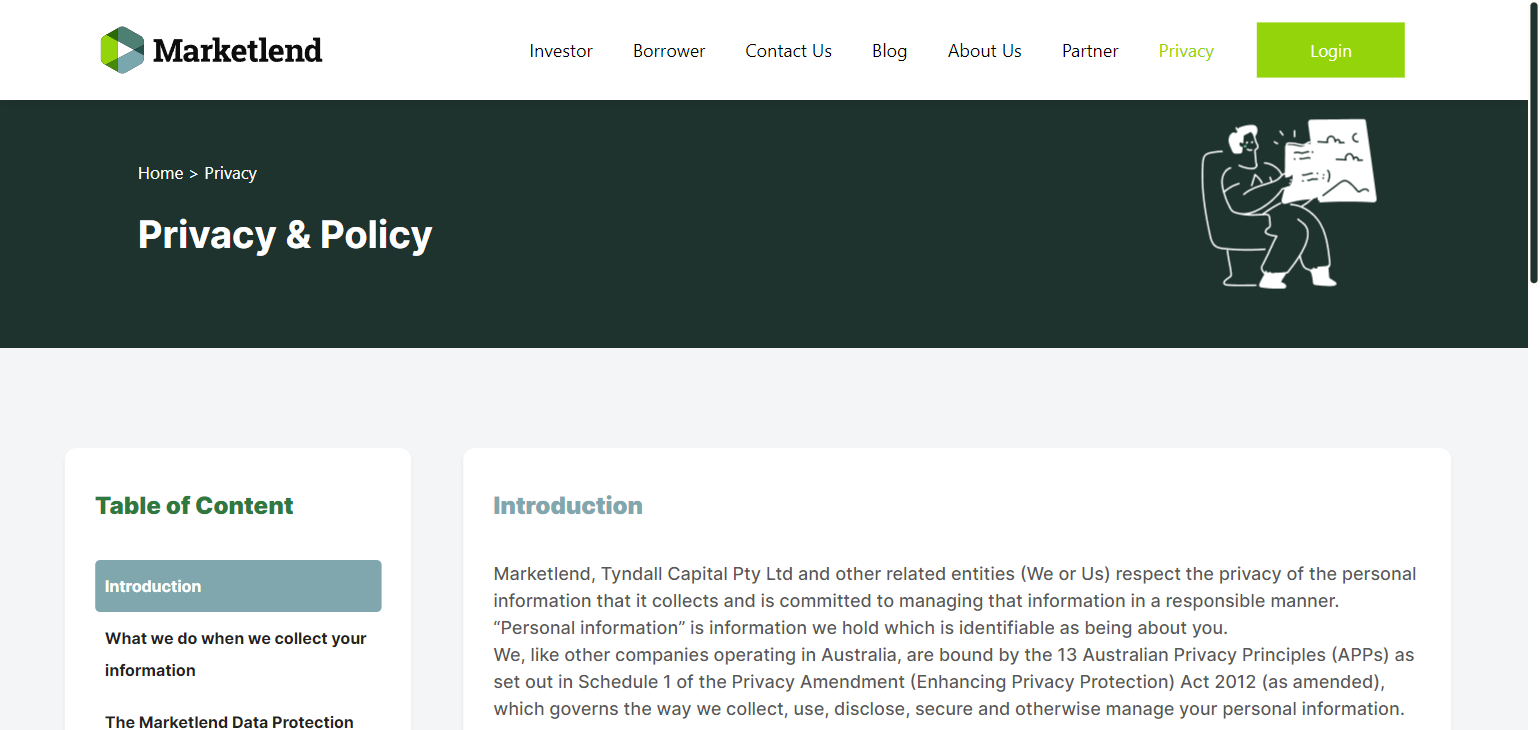 Marketlend
Investor
Borrower
Contact Us
Blog
About Us
Partner
Privacy
Login
Home > Privacy
Privacy & Policy
Table of Content
Introduction
What we do when we collect your
information
The Marketlend Data Protection
Introduction
Marketlend, Tyndall Capital Pty Ltd and other related entities (We or Us) respect the privacy of the personal
information that it collects and is committed to managing that information in a responsible manner.
“Personal information” is information we hold which is identifiable as being about you.
We, like other companies operating in Australia, are bound by the 13 Australian Privacy Principles (APPs) as
set out in Schedule 1 of the Privacy Amendment (Enhancing Privacy Protection) Act 2012 (as amended),
which governs the way we collect, use, disclose, secure and otherwise manage your personal information.